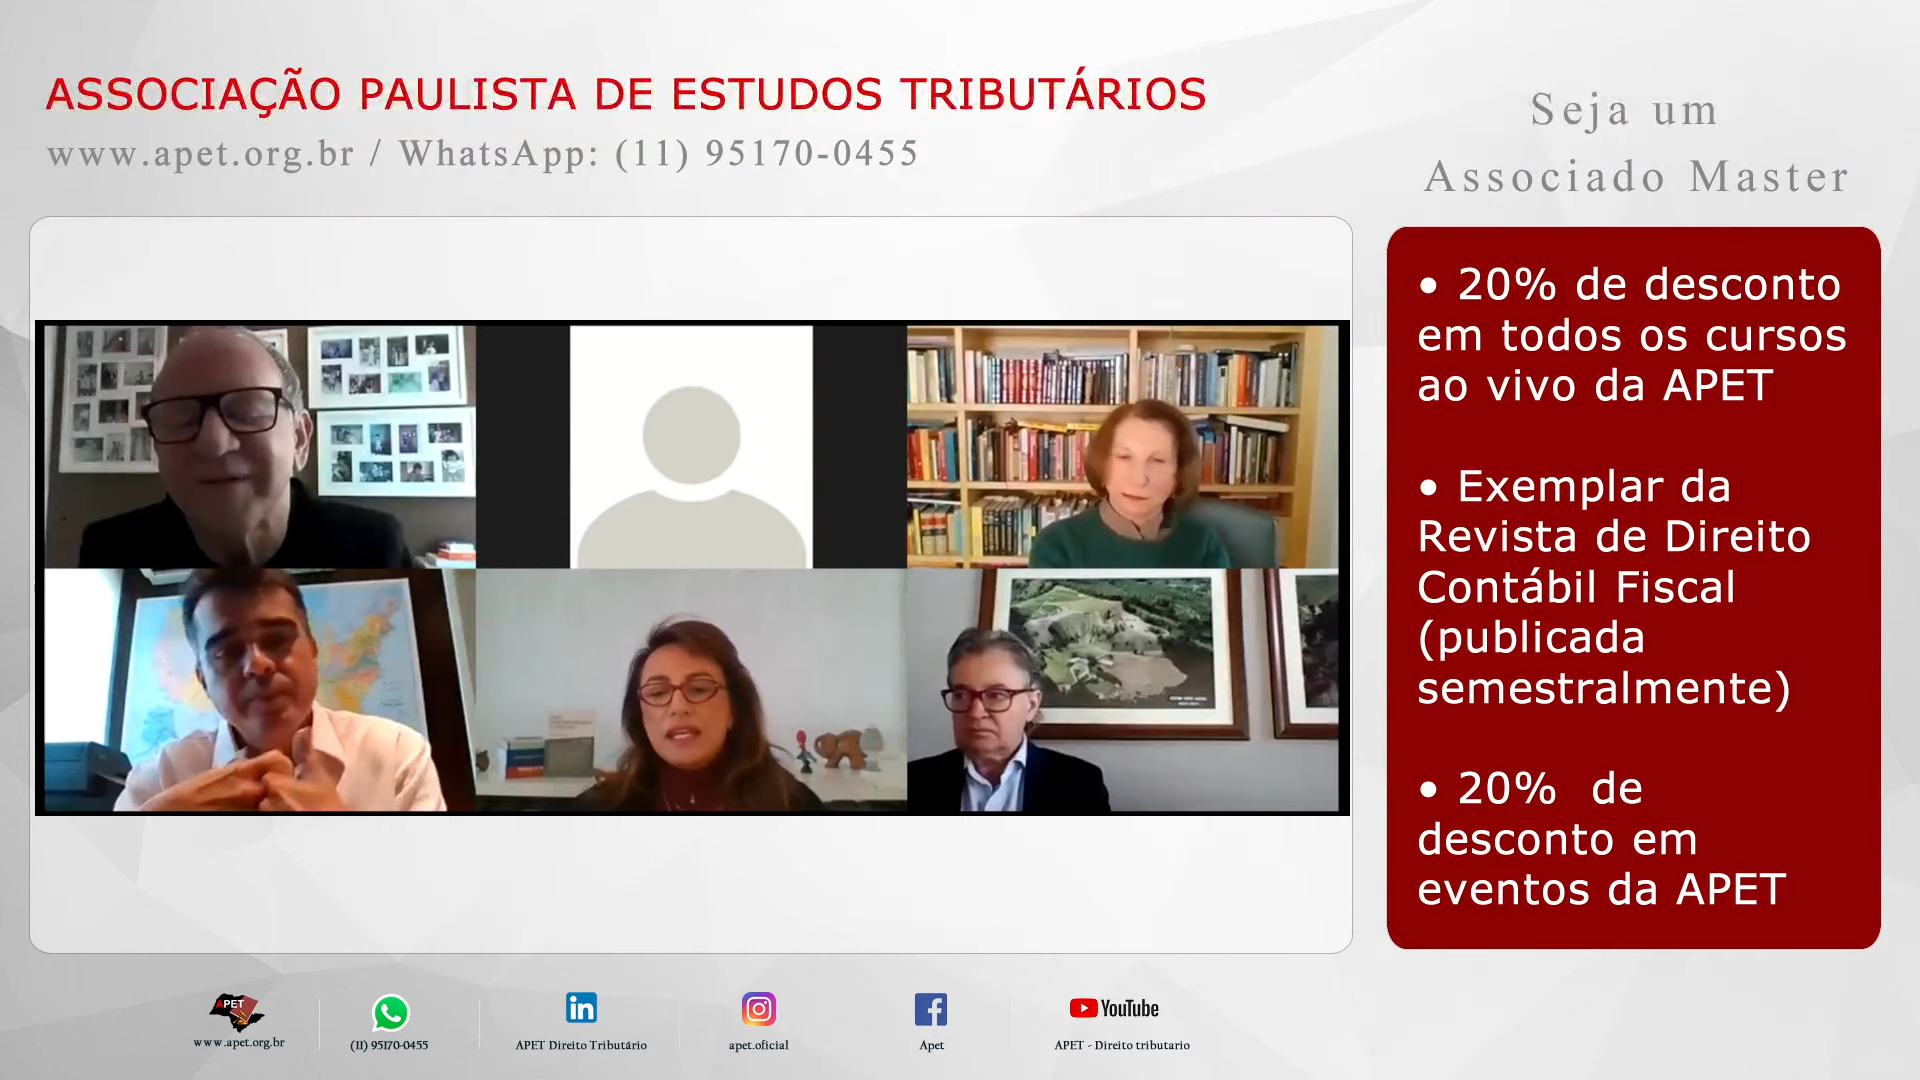 ASSOCIAÇÃO PAULISTA DE ESTUDOS TRIBUTÁRIOS
www.apet.org.br / WhatsApp: (11) 95170-0455
Seja um
Associado Master
• 20% de desconto
em todos os cursos
ao vivo da APET
• Exemplar da
Revista de Direito
Contábil Fiscal
(publicada
semestralmente)
• 20% de
desconto em
eventos da APET
APET
www.apet.org.br
(11) 95170-0455
in
APET Direito Tributário
apet.oficial
f
Apet
YouTube
APET - Direito tributario